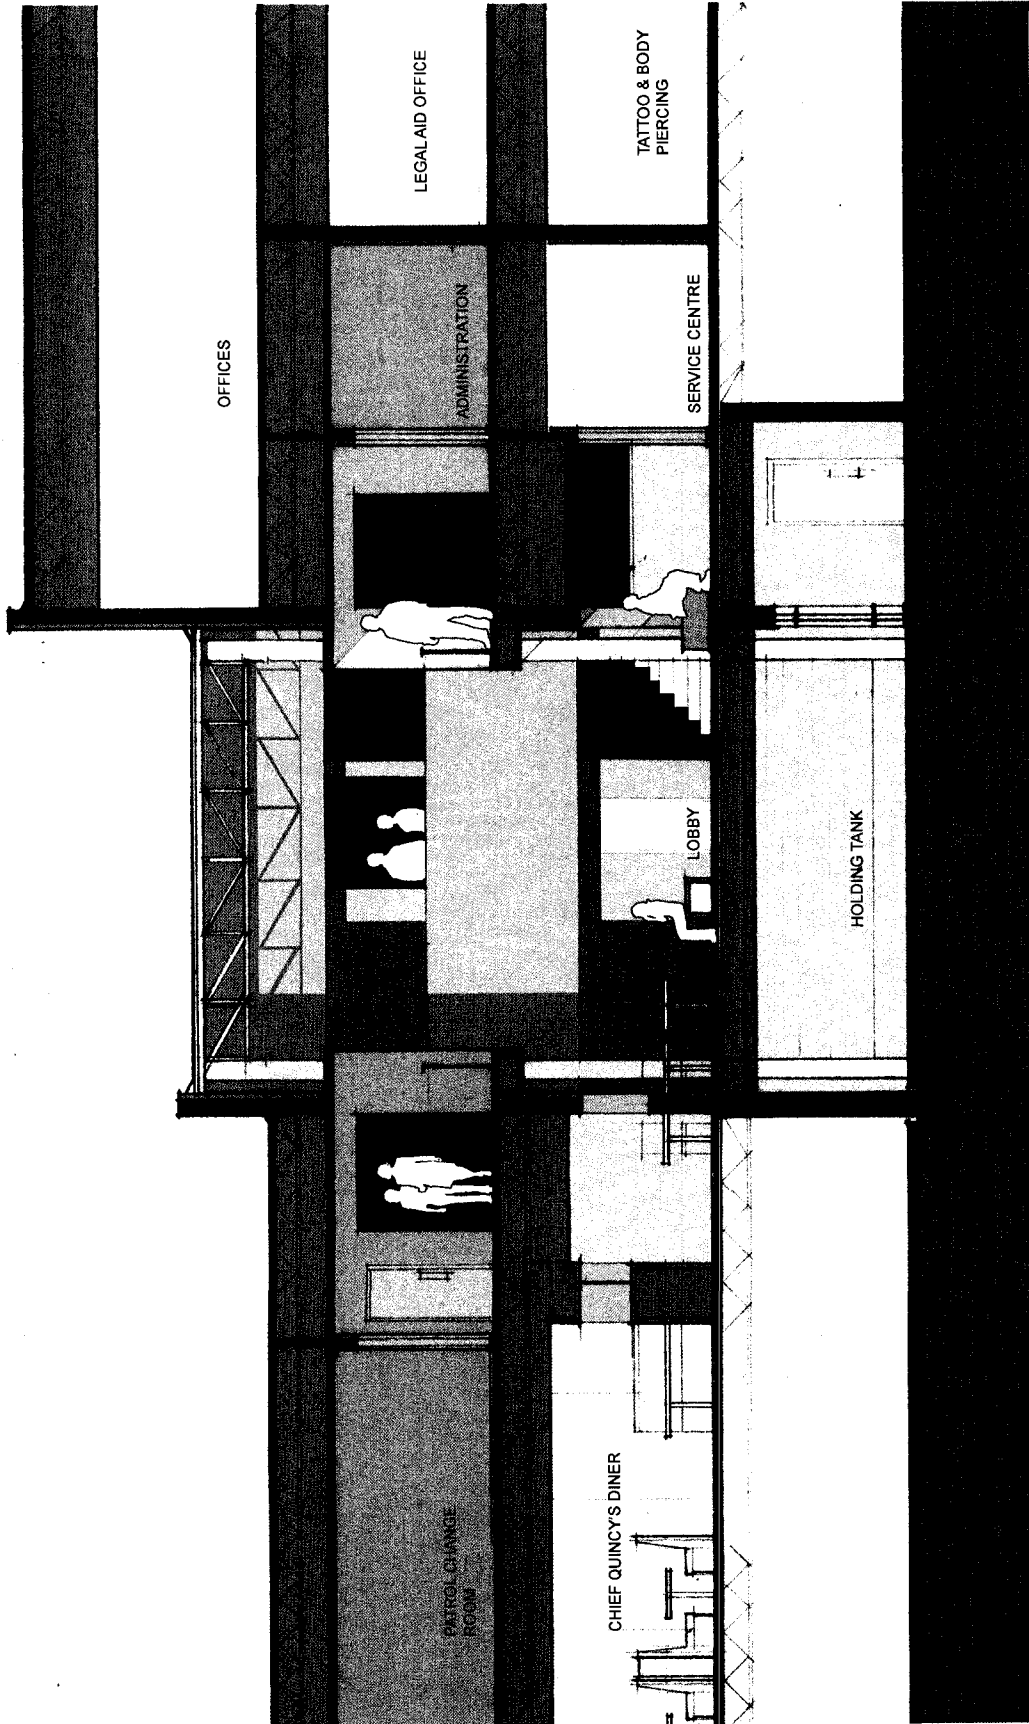 OFFICES
PATROL CHANGE
ROOM
ADMINISTRATION
LEGAL AID OFFICE
CHIEF QUINCY'S DINER
LOBBY
SERVICE CENTRE
TATTOO & BODY
PIERCING
HOLDING TANK